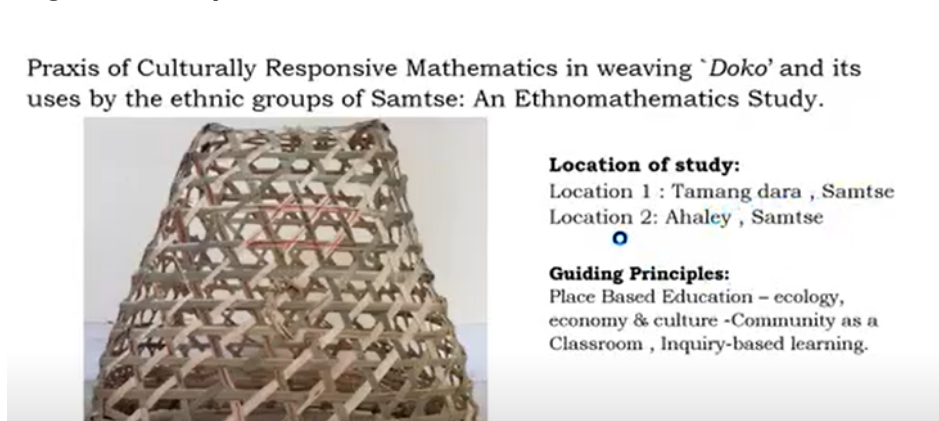 Praxis of Culturally Responsive Mathematics in weaving `Doko' and its
uses by the ethnic groups of Samtse: An Ethnomathematics Study.
Location of study:
Location 1 : Tamang dara , Samtse
Location 2: Ahaley , Samtse
Guiding Principles:
Place Based Education – ecology,
economy & culture -Community as a
Classroom , Inquiry-based learning.